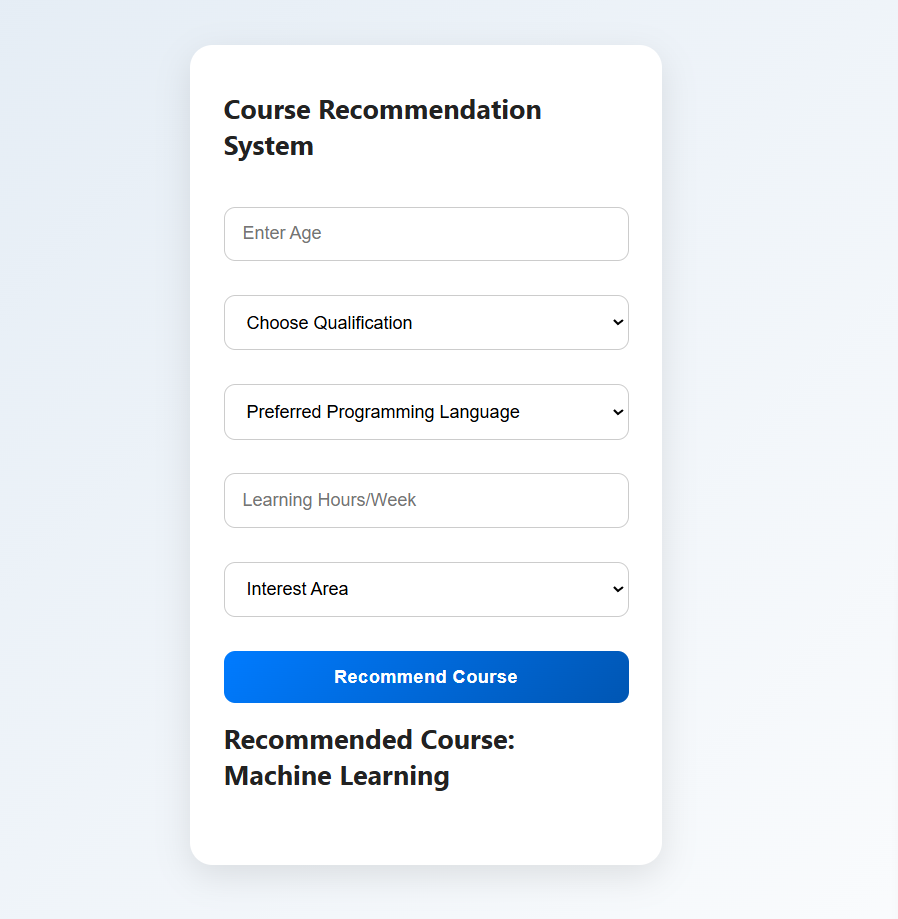 Course Recommendation
System
Enter Age
Choose Qualification
Preferred Programming Language
Learning Hours/Week
Interest Area
Recommend Course
Recommended Course:
Machine Learning